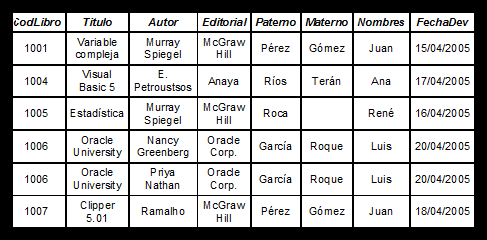 CodLibro Titulo Autor Editorial Paterno Materno Nombres FechaDev
1001 Variable compleja Murray Spiegel McGraw Hill Pérez Gómez Juan 15/04/2005
1004 Visual Basic 5 E. Petroustsos Anaya Ríos Terán Ana 17/04/2005
1005 Estadística Murray Spiegel McGraw Hill Roca René 16/04/2005
1006 Oracle University Nancy Greenberg Oracle Corp. García Roque Luis 20/04/2005
1006 Oracle University Priya Nathan Oracle Corp. García Roque Luis 20/04/2005
1007 Clipper 5.01 Ramalho McGraw Hill Pérez Gómez Juan 18/04/2005